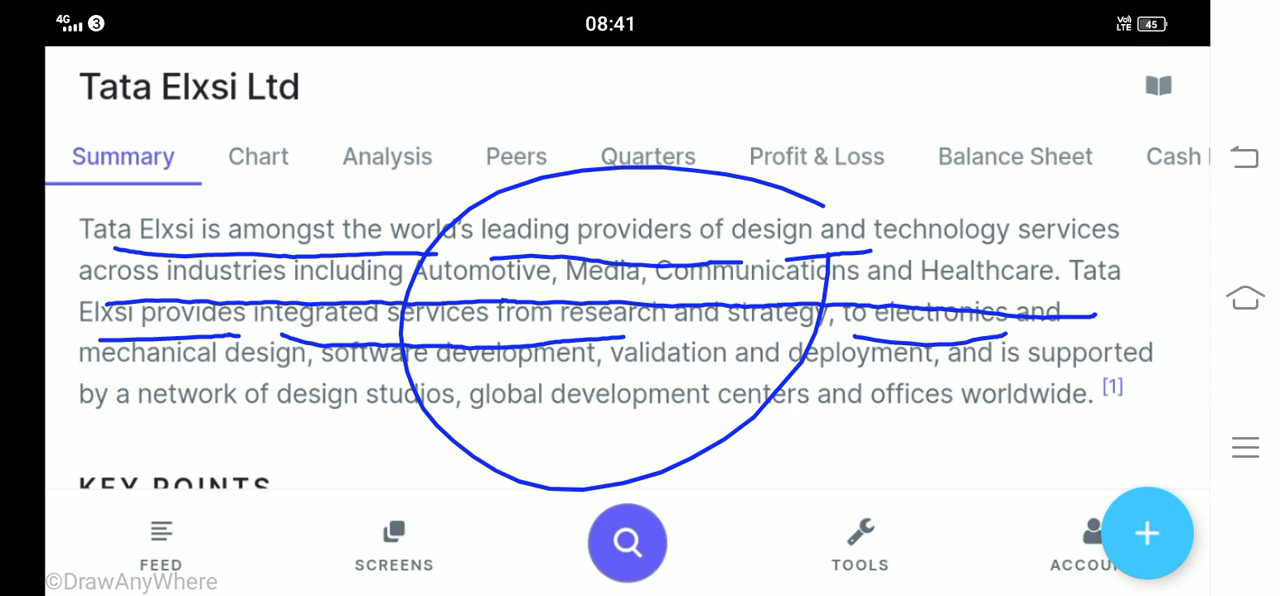 4G 3 08:41 VoI) LTE 45
Tata Elxsi Ltd
Summary Chart Analysis Peers Quarters Profit & Loss Balance Sheet Cash
Tata Elxsi is amongst the world's leading providers of design and technology services
across industries including Automotive, Media, Communications and Healthcare. Tata
Elxsi provides integrated services from research and strategy, to electronics and
mechanical design, software development, validation and deployment, and is supported
by a network of design studios, global development centers and offices worldwide. [1]
KEY POINTS
FEED SCREENS TOOLS ACCOU
©DrawAnyWhere